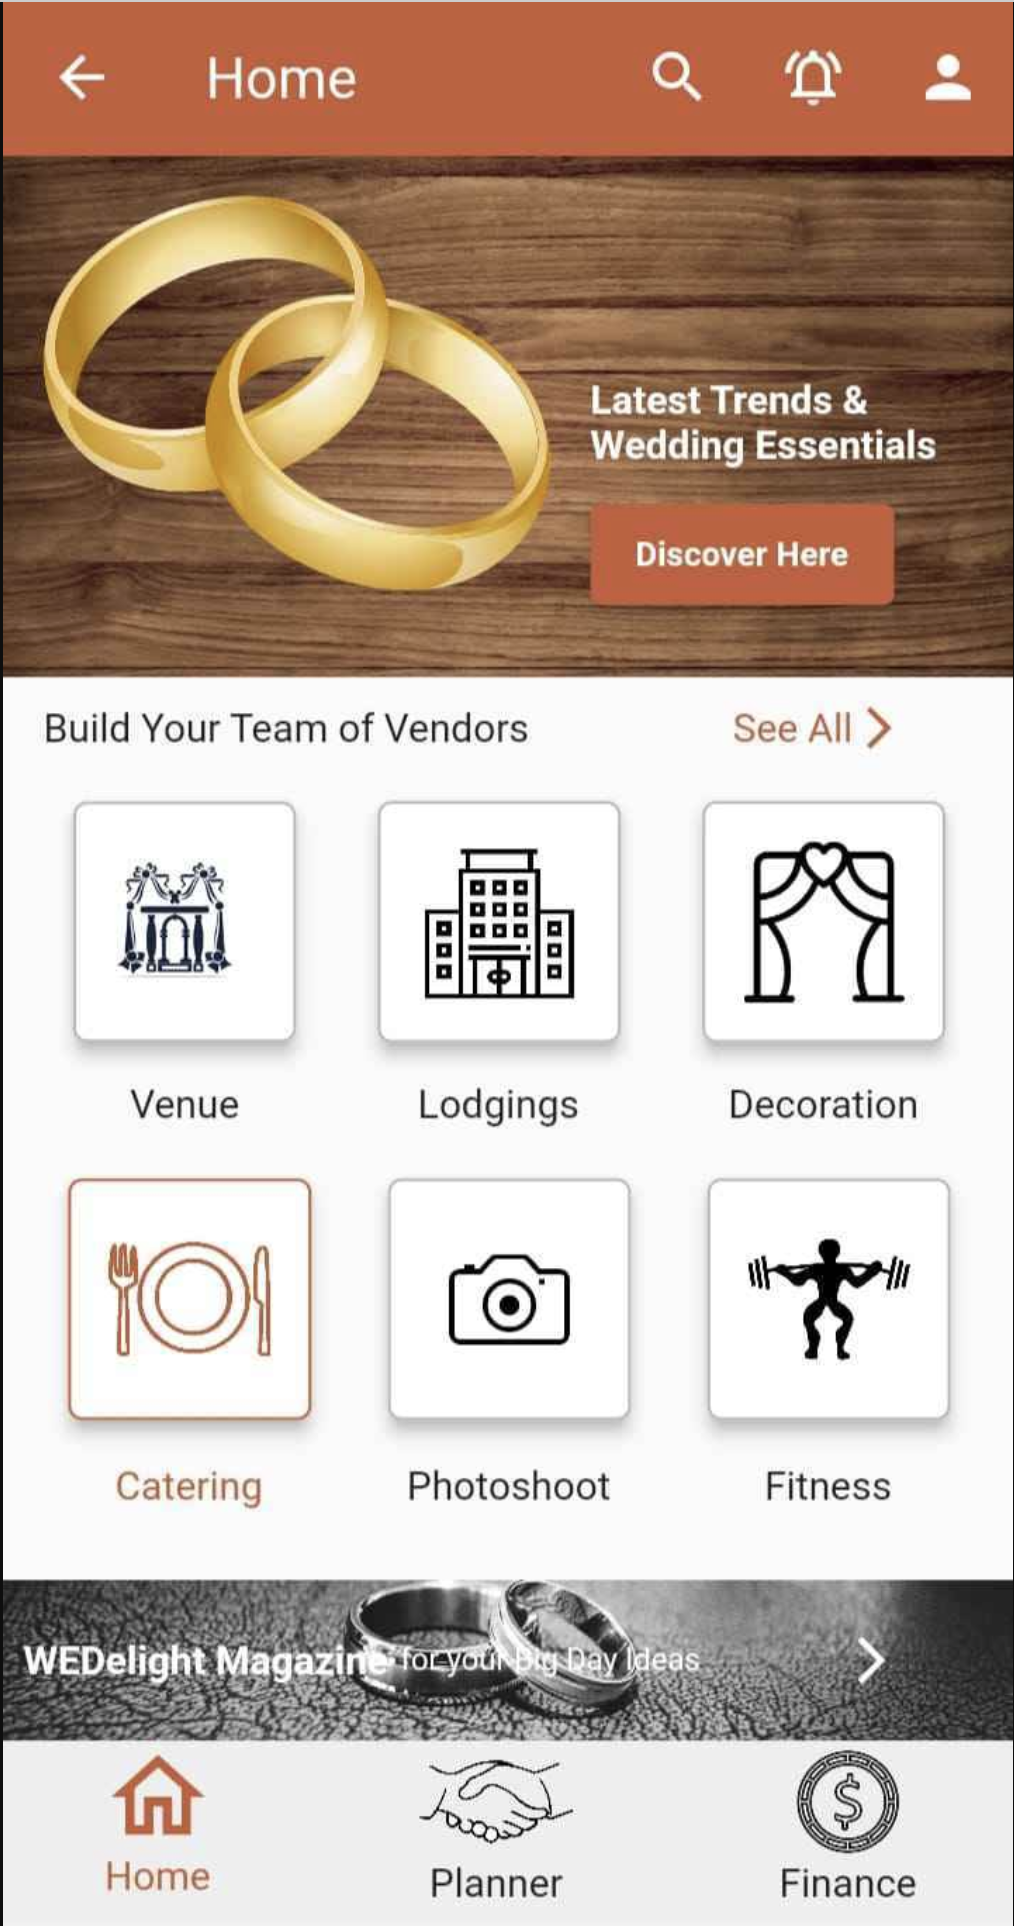 Home
Latest Trends &
Wedding Essentials
Discover Here
Build Your Team of Vendors
See All
Venue
Lodgings
Decoration
Catering
Photoshoot
Fitness
WEDelight Magazine for your Big Day Ideas
Home
Planner
Finance